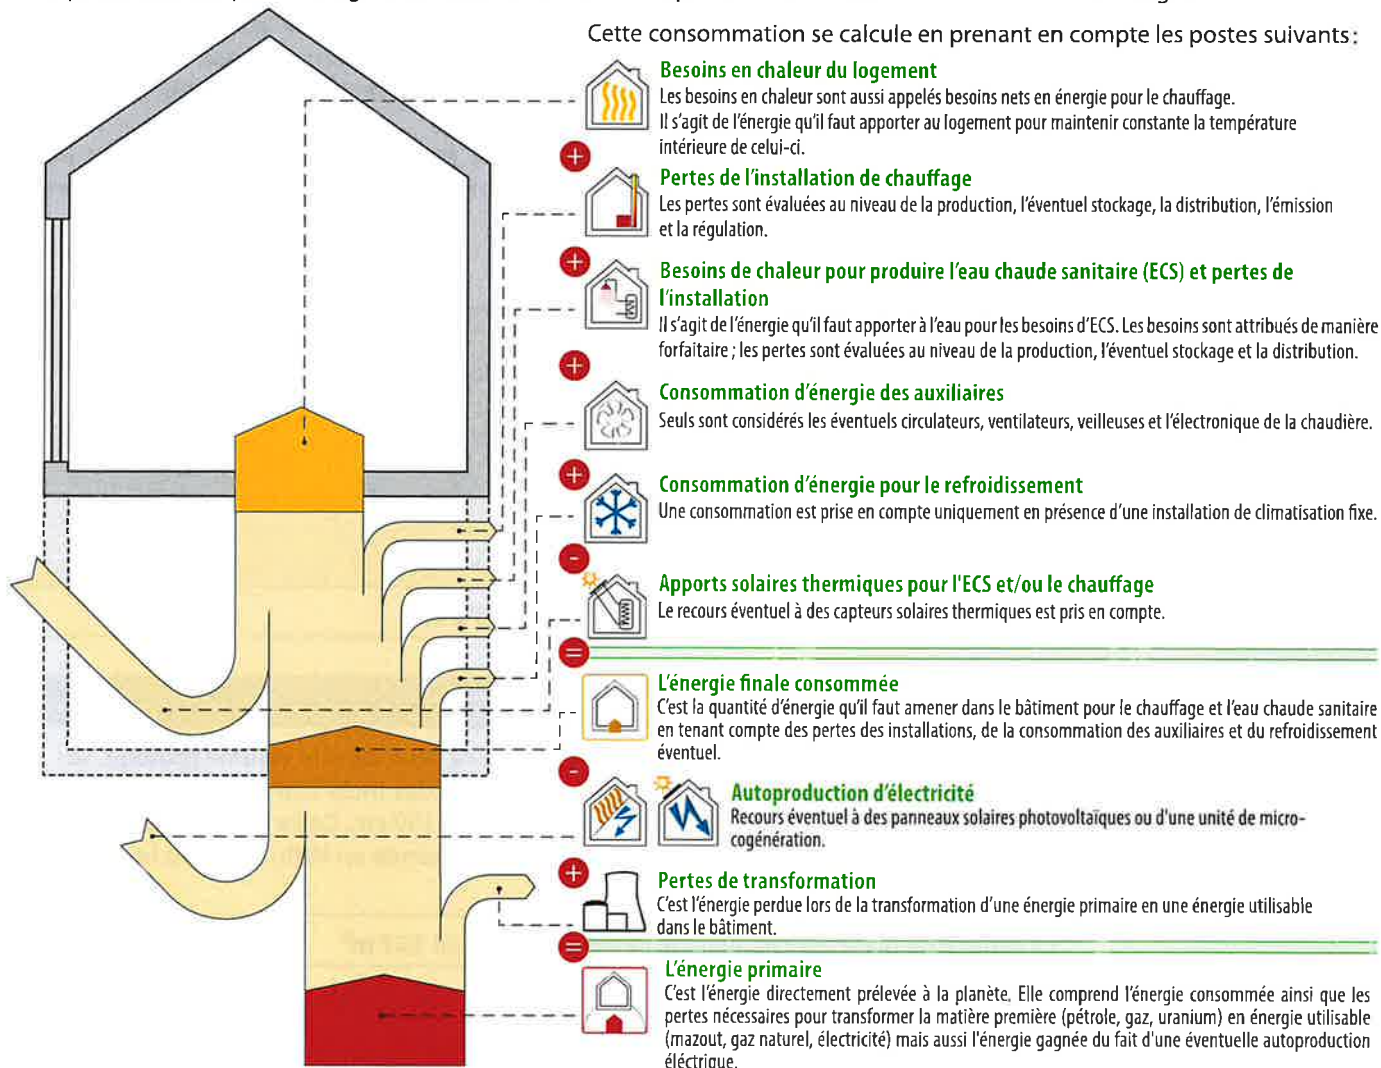 Cette consommation se calcule en prenant en compte les postes suivants :
Besoins en chaleur du logement
Les besoins en chaleur sont aussi appelés besoins nets en énergie pour le chauffage.
Il s'agit de l'énergie qu'il faut apporter au logement pour maintenir constante la température
intérieure de celui-ci.
+
Pertes de l'installation de chauffage
Les pertes sont évaluées au niveau de la production, l'éventuel stockage, la distribution, l'émission
et la régulation.
+
Besoins de chaleur pour produire l'eau chaude sanitaire (ECS) et pertes de
l'installation
Il s'agit de l'énergie qu'il faut apporter à l'eau pour les besoins d'ECS. Les besoins sont attribués de manière
forfaitaire ; les pertes sont évaluées au niveau de la production, l'éventuel stockage et la distribution.
+
Consommation d'énergie des auxiliaires
Seuls sont considérés les éventuels circulateurs, ventilateurs, veilleuses et l'électronique de la chaudière.
+
Consommation d'énergie pour le refroidissement
Une consommation est prise en compte uniquement en présence d'une installation de climatisation fixe.
-
Apports solaires thermiques pour l'ECS et/ou le chauffage
Le recours éventuel à des capteurs solaires thermiques est pris en compte.
=
L'énergie finale consommée
C'est la quantité d'énergie qu'il faut amener dans le bâtiment pour le chauffage et l'eau chaude sanitaire
en tenant compte des pertes des installations, de la consommation des auxiliaires et du refroidissement
éventuel.
-
Autoproduction d'électricité
Recours éventuel à des panneaux solaires photovoltaïques ou d'une unité de micro-
cogénération.
+
Pertes de transformation
C'est l'énergie perdue lors de la transformation d'une énergie primaire en une énergie utilisable
dans le bâtiment.
=
L'énergie primaire
C'est l'énergie directement prélevée à la planète. Elle comprend l'énergie consommée ainsi que les
pertes nécessaires pour transformer la matière première (pétrole, gaz, uranium) en énergie utilisable
(mazout, gaz naturel, électricité) mais aussi l'énergie gagnée du fait d'une éventuelle autoproduction
éléctrique.